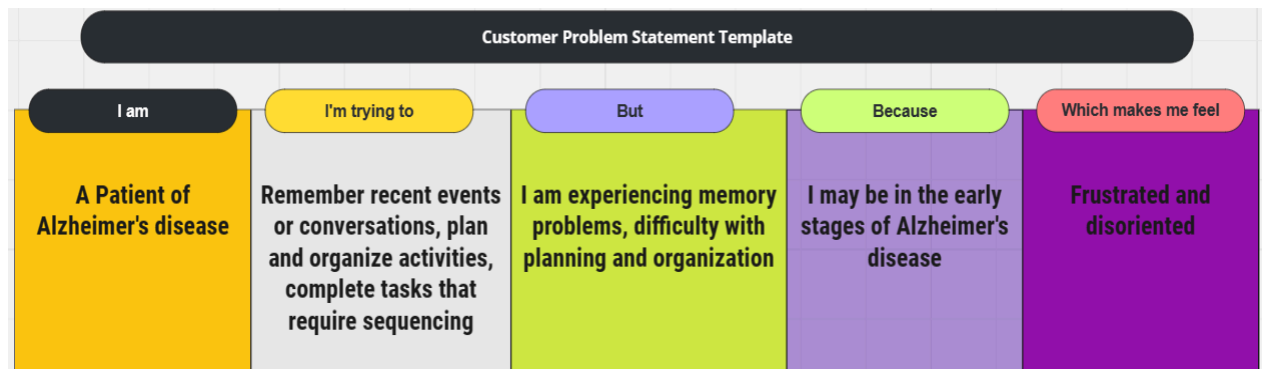 Customer Problem Statement Template
I am
A Patient of
Alzheimer's disease
I'm trying to
Remember recent events
or conversations, plan
and organize activities,
complete tasks that
require sequencing
But
I am experiencing memory
problems, difficulty with
planning and organization
Because
I may be in the early
stages of Alzheimer's
disease
Which makes me feel
Frustrated and
disoriented